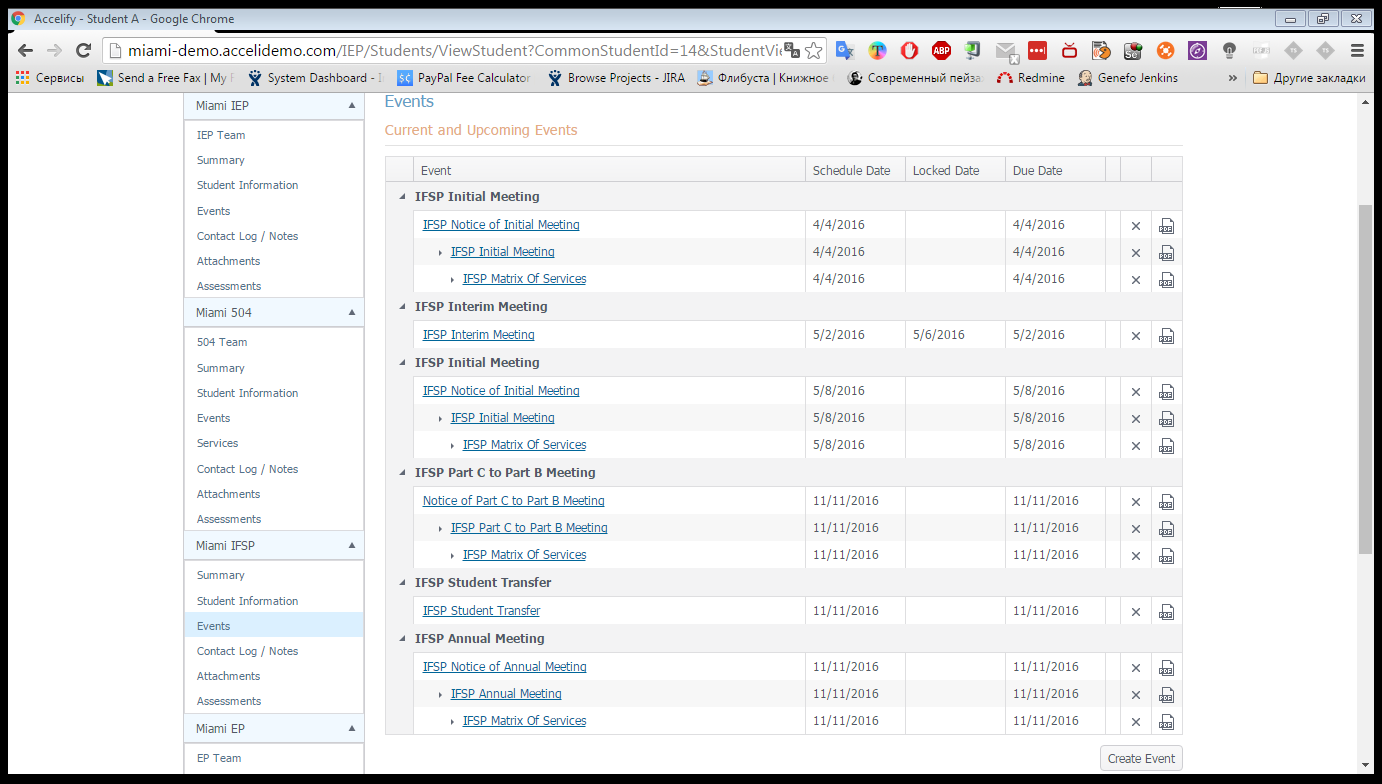 Accelify - Student A - Google Chrome
miami-demo.accelidemo.com/IEP/Students/ViewStudent?CommonStudentId=14&StudentVie
Сервисы Send a Free Fax | My F System Dashboard - PayPal Fee Calculator Browse Projects - JIRA Флибуста | Книжное Современный пейза Redmine Genefo Jenkins » Другие закладки
Miami IEP
IEP Team
Summary
Student Information
Events
Contact Log / Notes
Attachments
Assessments
Miami 504
504 Team
Summary
Student Information
Events
Services
Contact Log / Notes
Attachments
Assessments
Miami IFSP
Summary
Student Information
Events
Contact Log / Notes
Attachments
Assessments
Miami EP
EP Team
Events
Current and Upcoming Events
Event Schedule Date Locked Date Due Date
IFSP Initial Meeting
IFSP Notice of Initial Meeting 4/4/2016 4/4/2016
IFSP Initial Meeting 4/4/2016 4/4/2016
IFSP Matrix Of Services 4/4/2016 4/4/2016
IFSP Interim Meeting
IFSP Interim Meeting 5/2/2016 5/6/2016 5/2/2016
IFSP Initial Meeting
IFSP Notice of Initial Meeting 5/8/2016 5/8/2016
IFSP Initial Meeting 5/8/2016 5/8/2016
IFSP Matrix Of Services 5/8/2016 5/8/2016
IFSP Part C to Part B Meeting
Notice of Part C to Part B Meeting 11/11/2016 11/11/2016
IFSP Part C to Part B Meeting 11/11/2016 11/11/2016
IFSP Matrix Of Services 11/11/2016 11/11/2016
IFSP Student Transfer
IFSP Student Transfer 11/11/2016 11/11/2016
IFSP Annual Meeting
IFSP Notice of Annual Meeting 11/11/2016 11/11/2016
IFSP Annual Meeting 11/11/2016 11/11/2016
IFSP Matrix Of Services 11/11/2016 11/11/2016
Create Event